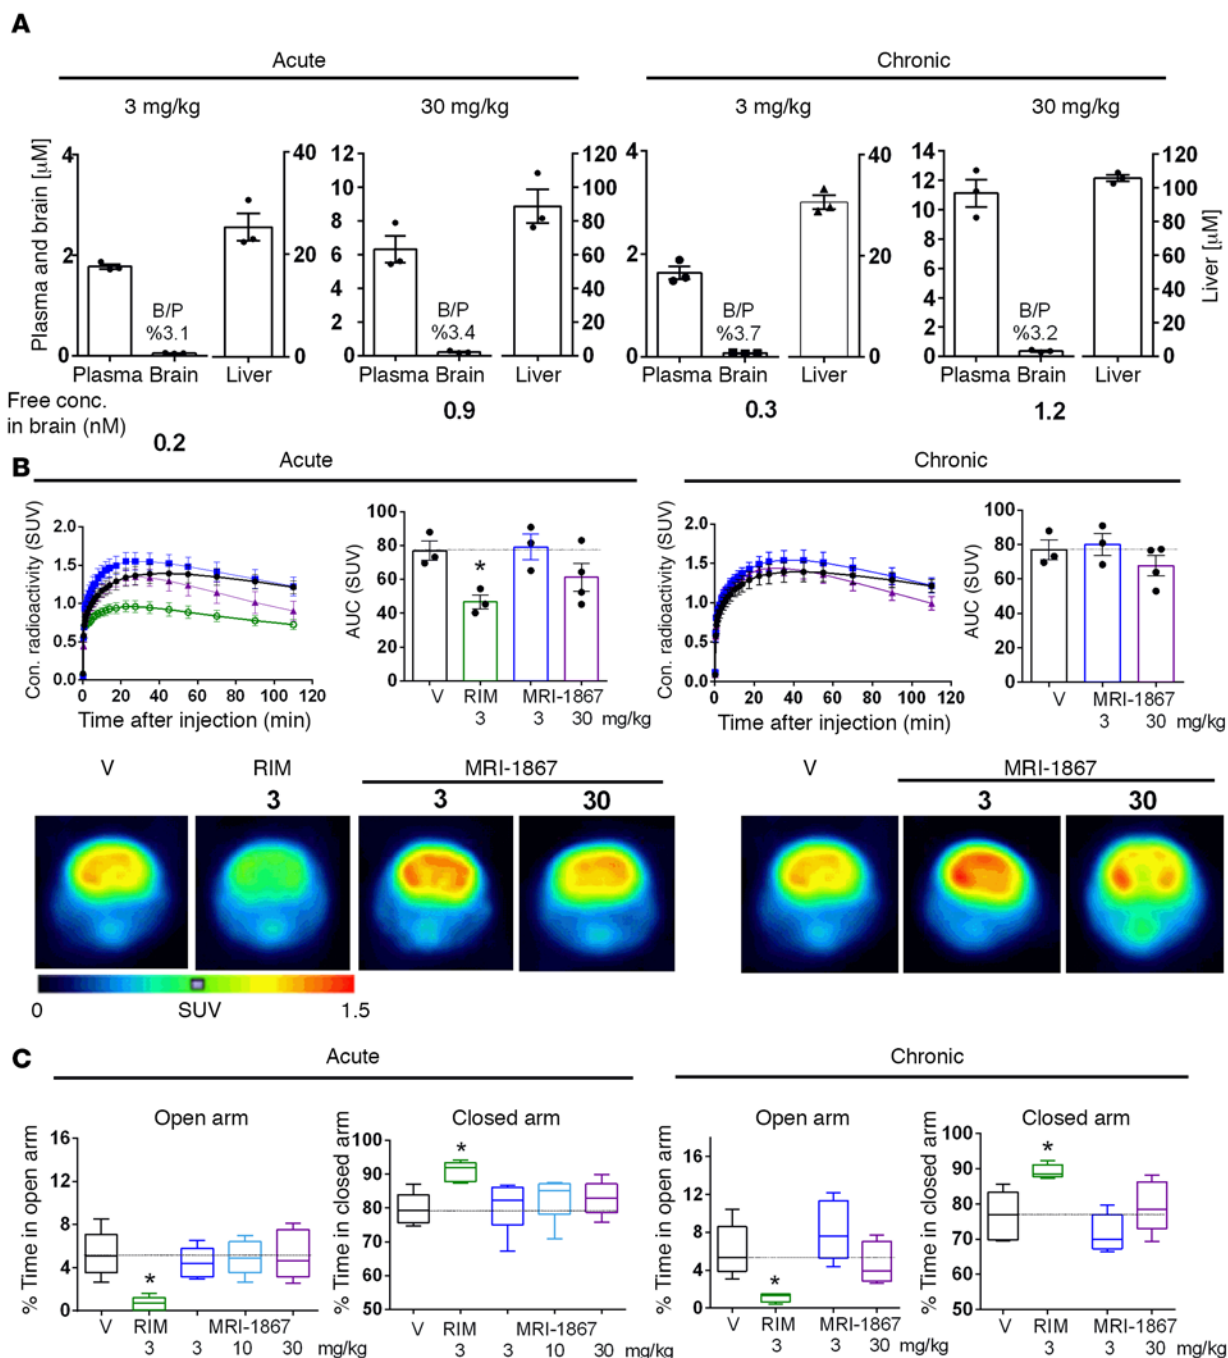 A
Acute
Chronic
3 mg/kg
30 mg/kg
3 mg/kg
30 mg/kg
Plasma and brain [µM]
4
2
0
40
20
0
12
10
8
6
4
2
0
120
100
80
60
40
20
0
4
2
0
40
20
0
14
12
10
8
6
4
2
0
120
100
80
60
40
20
0
Liver [µM]
B/P
%3.1
B/P
%3.4
B/P
%3.7
B/P
%3.2
Plasma Brain Liver
Plasma Brain Liver
Plasma Brain Liver
Plasma Brain Liver
Free conc.
in brain (nM)
0.2
0.9
0.3
1.2
B
Acute
Chronic
Con. radioactivity (SUV)
2.0
1.5
1.0
0.5
0.0
0 20 40 60 80 100 120
Time after injection (min)
AUC (SUV)
100
80
60
40
20
0
*
V RIM MRI-1867
3 3 30 mg/kg
Con. radioactivity (SUV)
2.0
1.5
1.0
0.5
0.0
0 20 40 60 80 100 120
Time after injection (min)
AUC (SUV)
100
80
60
40
20
0
V MRI-1867
3 30 mg/kg
V RIM MRI-1867
3 3 30
V MRI-1867
3 30
0 SUV 1.5
C
Acute
Chronic
Open arm
% Time in open arm
16
12
8
4
0
*
V RIM MRI-1867
3 3 10 30 mg/kg
Closed arm
% Time in closed arm
100
90
80
70
60
50
*
V RIM MRI-1867
3 3 10 30 mg/kg
Open arm
% Time in open arm
16
12
8
4
0
*
V RIM MRI-1867
3 3 30 mg/kg
Closed arm
% Time in closed arm
100
90
80
70
60
50
*
V RIM MRI-1867
3 3 30 mg/kg